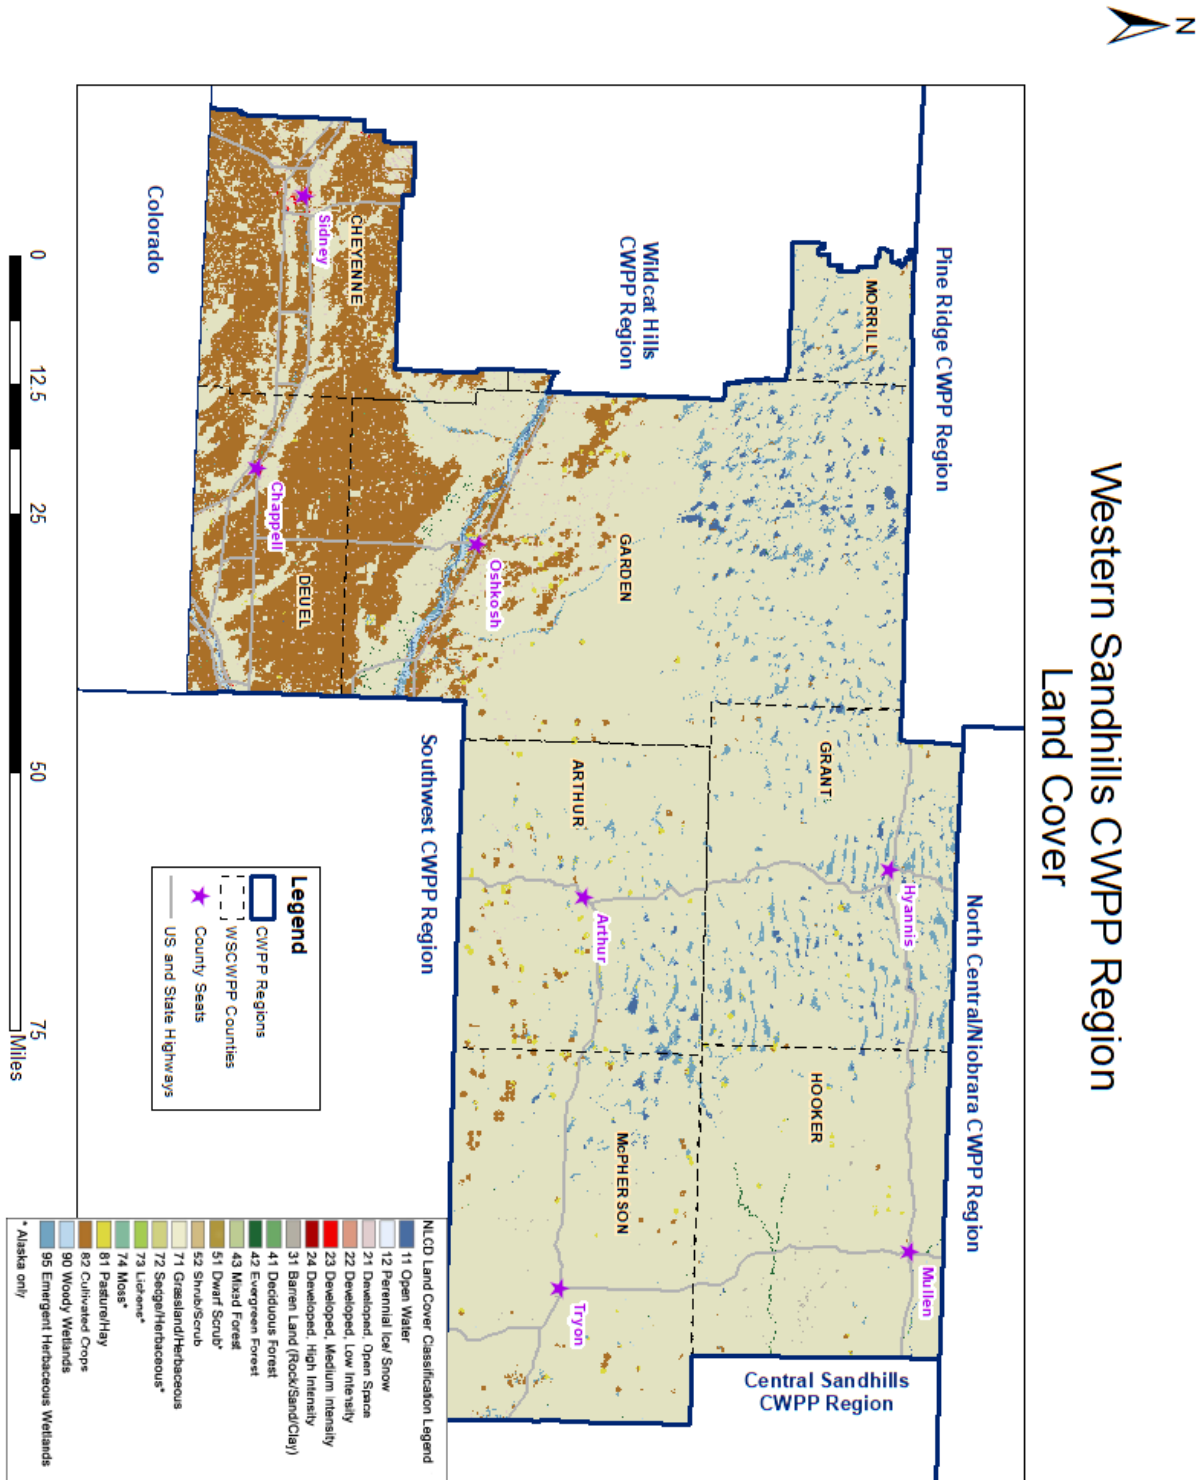 N
Western Sandhills CWPP Region
Land Cover
Pine Ridge CWPP Region
North Central/Niobrara CWPP Region
Wildcat Hills
CWPP Region
Central Sandhills
CWPP Region
Southwest CWPP Region
Colorado
MORRILL
GARDEN
GRANT
HOOKER
ARTHUR
McPHERSON
CHEYENNE
DEUEL
Hyannis
Mullen
Arthur
Tryon
Oshkosh
Sidney
Chappell
Legend
CWPP Regions
WSCWPP Counties
County Seats
US and State Highways
0 12.5 25 50 75
Miles
NLCD Land Cover Classification Legend
11 Open Water
12 Perennial Ice/ Snow
21 Developed, Open Space
22 Developed, Low Intensity
23 Developed, Medium Intensity
24 Developed, High Intensity
31 Barren Land (Rock/Sand/Clay)
41 Deciduous Forest
42 Evergreen Forest
43 Mixed Forest
51 Dwarf Scrub*
52 Shrub/Scrub
71 Grassland/Herbaceous
72 Sedge/Herbaceous*
73 Lichens*
74 Moss*
81 Pasture/Hay
82 Cultivated Crops
90 Woody Wetlands
95 Emergent Herbaceous Wetlands
* Alaska only